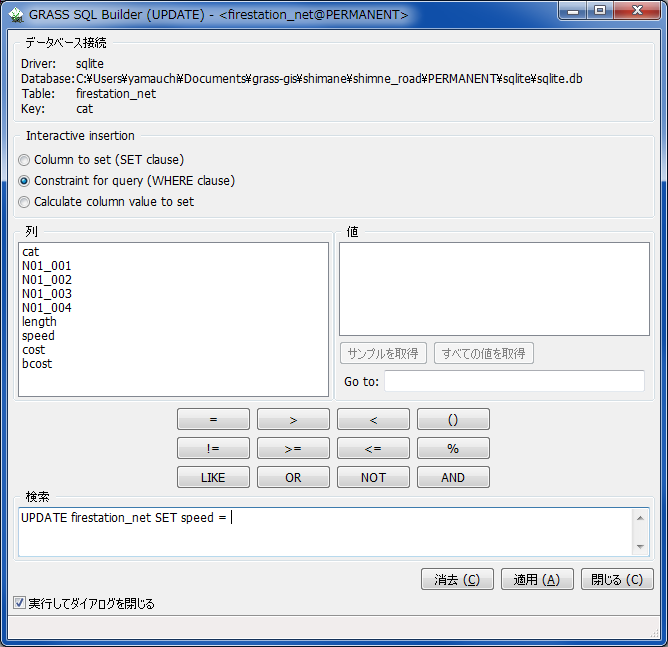 GRASS SQL Builder (UPDATE) - <firestation_net@PERMANENT>
データベース接続
Driver: sqlite
Database:C:¥Users¥yamauch¥Documents¥grass-gis¥shimane¥shimne_road¥PERMANENT¥sqlite¥sqlite.db
Table: firestation_net
Key: cat
Interactive insertion
Column to set (SET clause)
Constraint for query (WHERE clause)
Calculate column value to set
列
cat
N01_001
N01_002
N01_003
N01_004
length
speed
cost
bcost
値
サンプルを取得 すべての値を取得
Go to:
= > < ()
!= >= <= %
LIKE OR NOT AND
検索
UPDATE firestation_net SET speed =
消去 (C) 適用 (A) 閉じる (C)
実行してダイアログを閉じる